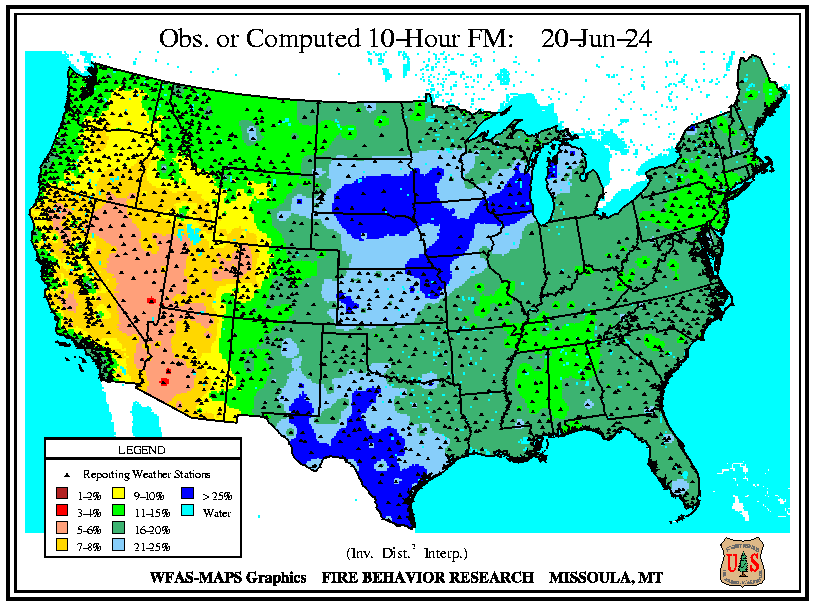 Obs. or Computed 10-Hour FM: 20-Jun-24
LEGEND
Reporting Weather Stations
1-2% 9-10% > 25%
3-4% 11-15% Water
5-6% 16-20%
7-8% 21-25%
(Inv. Dist.² Interp.)
WFAS-MAPS Graphics FIRE BEHAVIOR RESEARCH MISSOULA, MT
U S